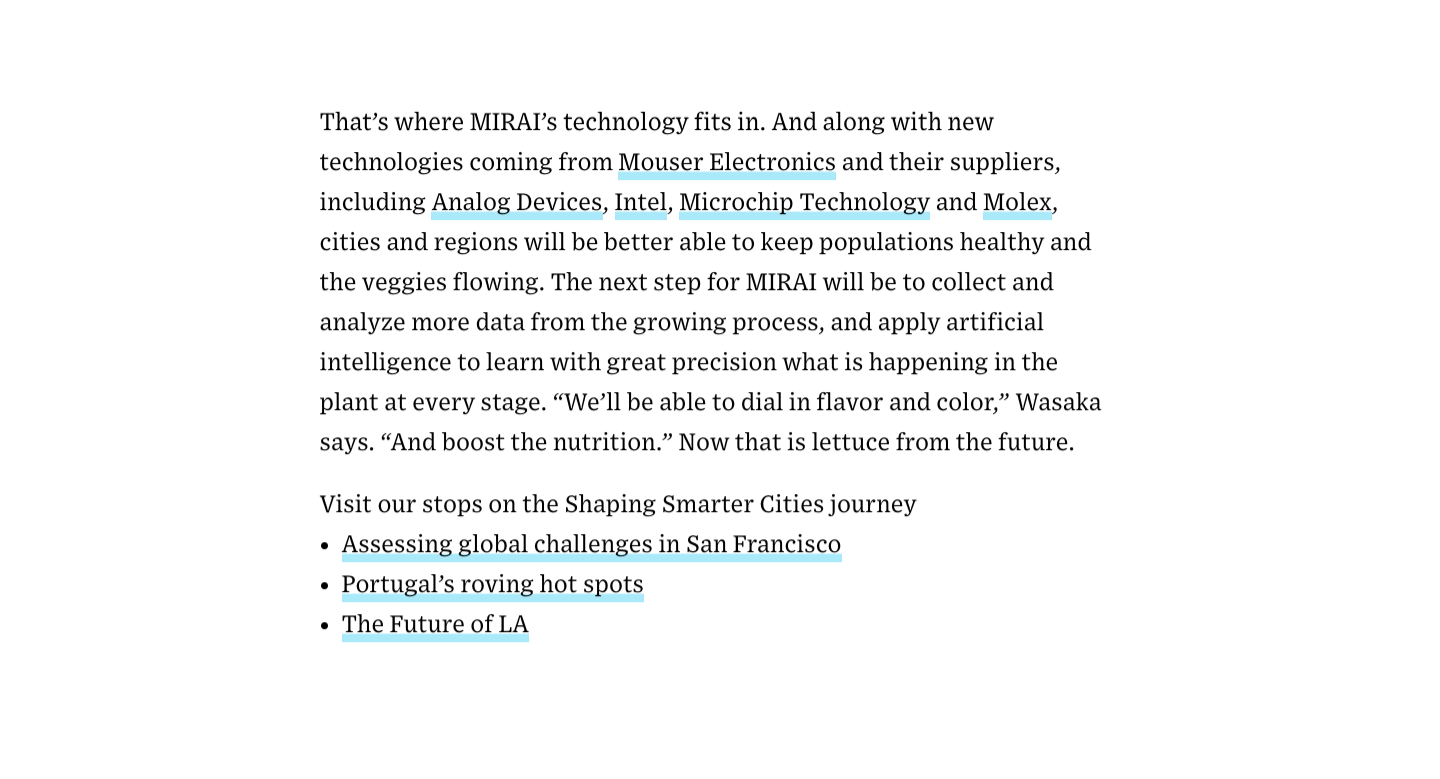 That’s where MIRAI’s technology fits in. And along with new
technologies coming from Mouser Electronics and their suppliers,
including Analog Devices, Intel, Microchip Technology and Molex,
cities and regions will be better able to keep populations healthy and
the veggies flowing. The next step for MIRAI will be to collect and
analyze more data from the growing process, and apply artificial
intelligence to learn with great precision what is happening in the
plant at every stage. “We’ll be able to dial in flavor and color,” Wasaka
says. “And boost the nutrition.” Now that is lettuce from the future.
Visit our stops on the Shaping Smarter Cities journey
• Assessing global challenges in San Francisco
• Portugal’s roving hot spots
• The Future of LA